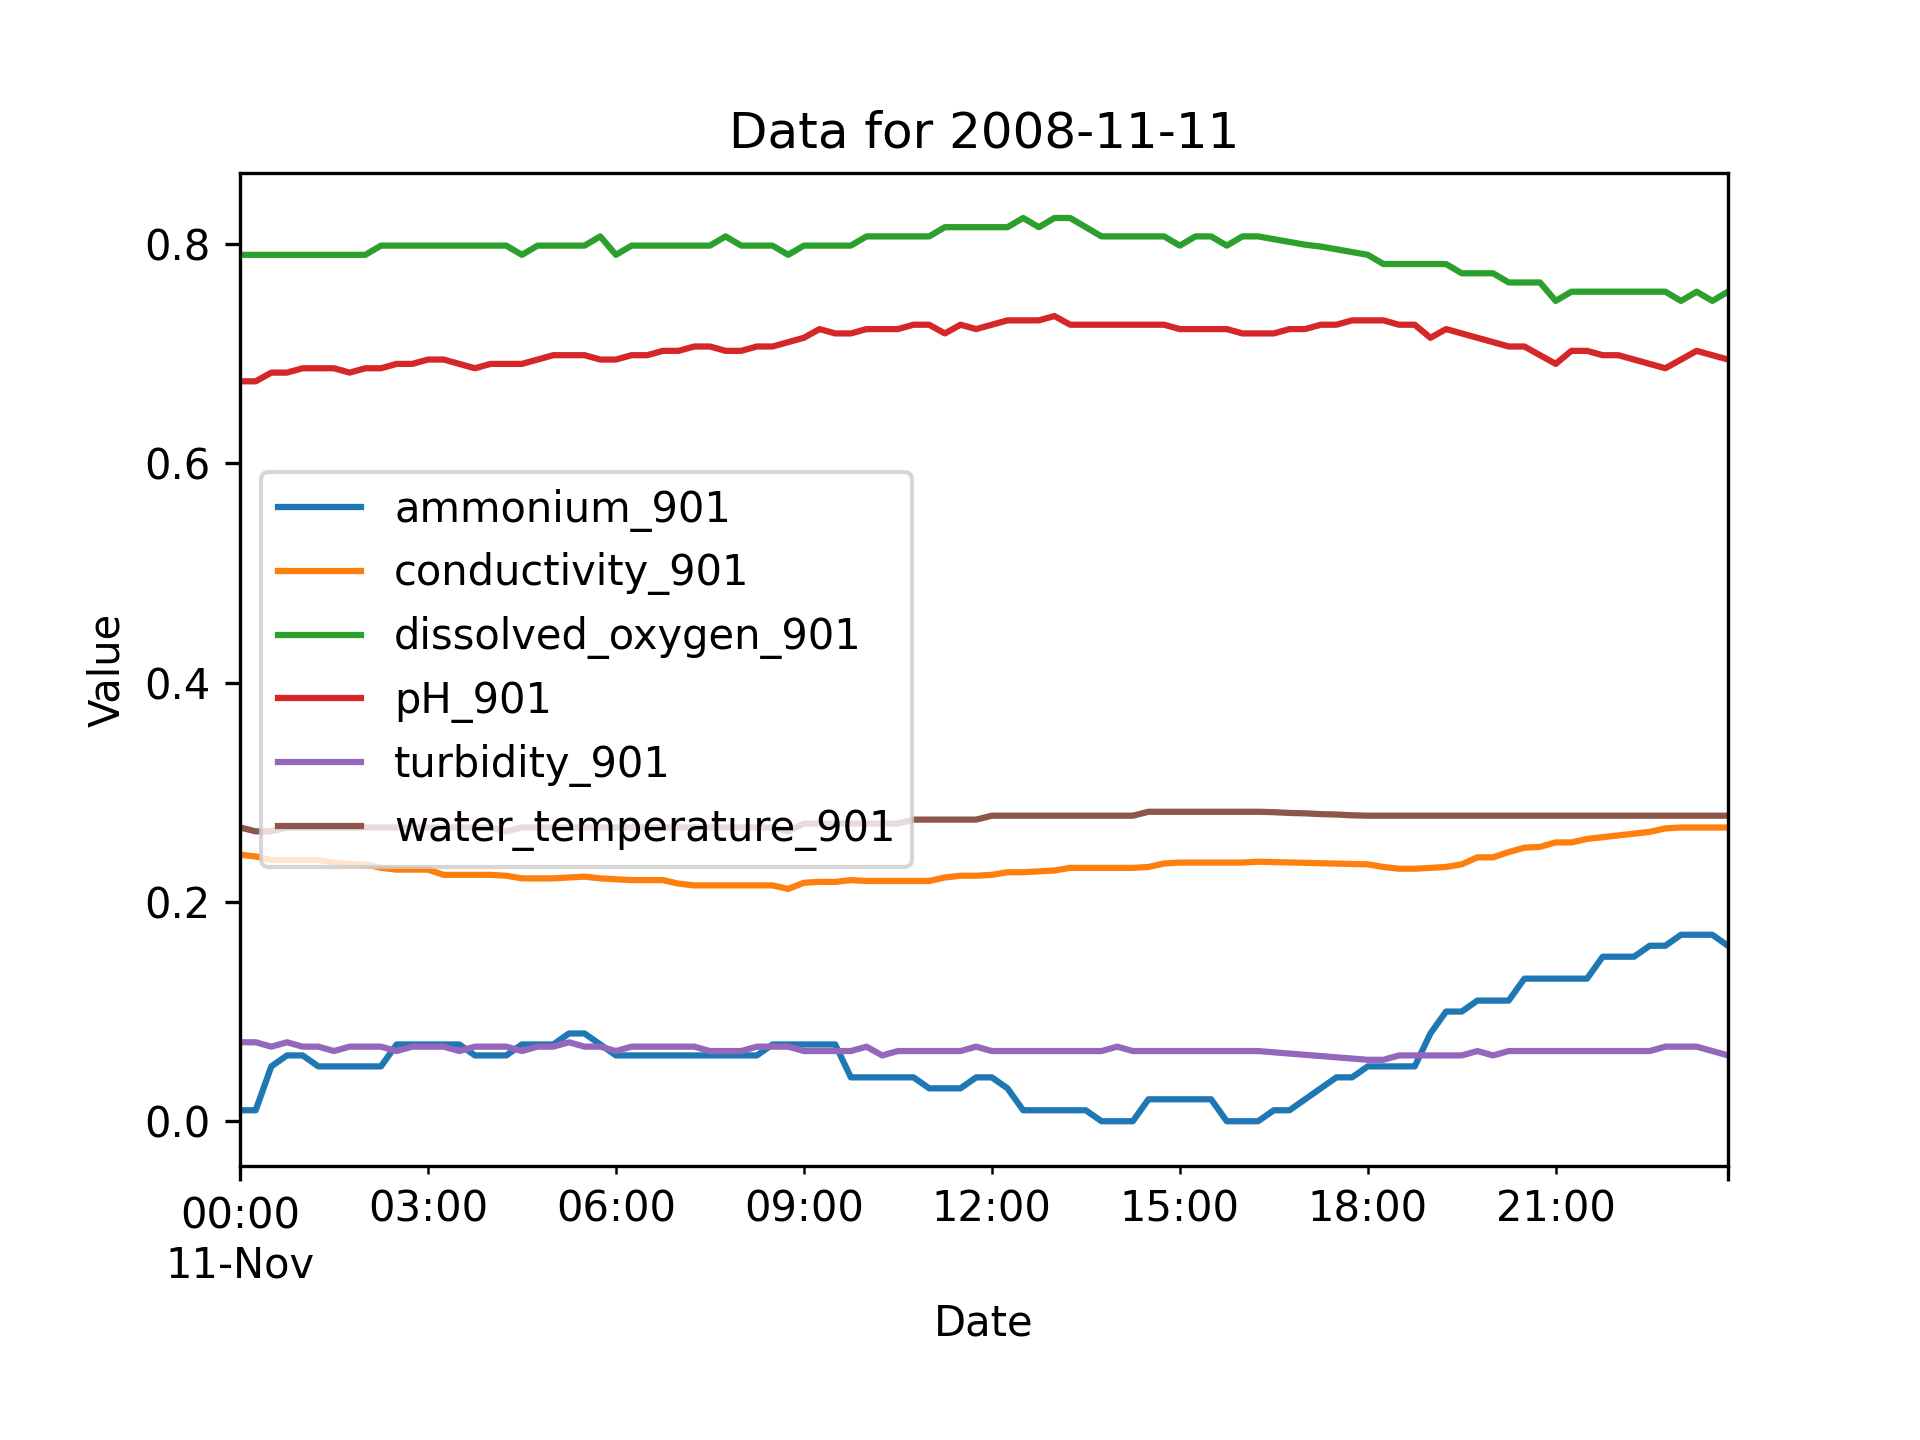 Data for 2008-11-11
Value
0.8
0.6
0.4
0.2
0.0
ammonium_901
conductivity_901
dissolved_oxygen_901
pH_901
turbidity_901
water_temperature_901
00:00 03:00 06:00 09:00 12:00 15:00 18:00 21:00
11-Nov
Date